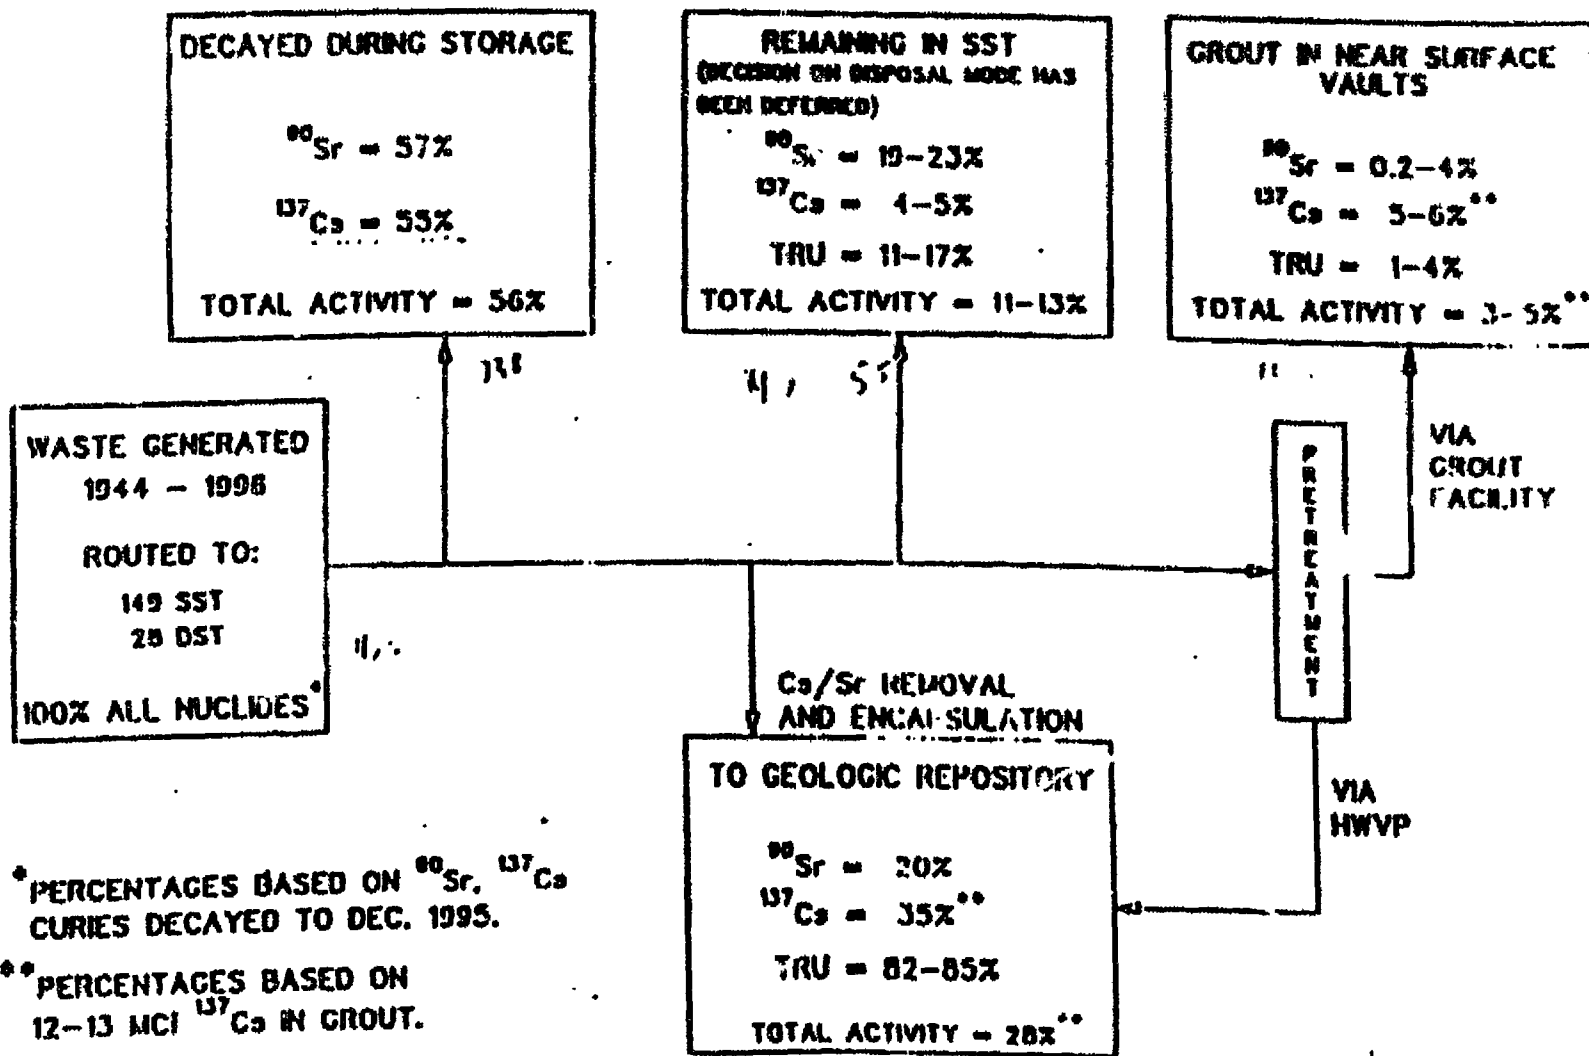 DECAYED DURING STORAGE
90Sr = 57%
137Cs = 55%
TOTAL ACTIVITY = 56%
REMAINING IN SST
(DECISION ON DISPOSAL MODE HAS
BEEN DEFERRED)
90Sr = 19-23%
137Cs = 4-5%
TRU = 11-17%
TOTAL ACTIVITY = 11-13%
GROUT IN NEAR SURFACE
VAULTS
90Sr = 0.2-4%
137Cs = 5-6%**
TRU = 1-4%
TOTAL ACTIVITY = 3-5%**
WASTE GENERATED
1944 - 1996
ROUTED TO:
149 SST
28 DST
100% ALL NUCLIDES*
PRETREATMENT
VIA
GROUT
FACILITY
Cs/Sr REMOVAL
AND ENCAPSULATION
TO GEOLOGIC REPOSITORY
90Sr = 20%
137Cs = 35%**
TRU = 82-85%
TOTAL ACTIVITY = 28%**
VIA
HWVP
*PERCENTAGES BASED ON 90Sr, 137Cs
CURIES DECAYED TO DEC. 1995.
**PERCENTAGES BASED ON
12-13 MCi 137Cs IN GROUT.